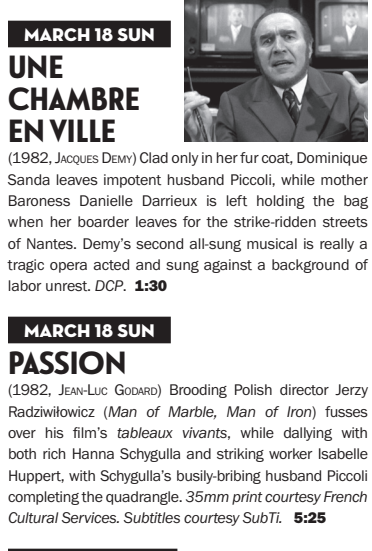 MARCH 18 SUN
UNE
CHAMBRE
EN VILLE
(1982, JACQUES DEMY) Clad only in her fur coat, Dominique
Sanda leaves impotent husband Piccoli, while mother
Baroness Danielle Darrieux is left holding the bag
when her boarder leaves for the strike-ridden streets
of Nantes. Demy's second all-sung musical is really a
tragic opera acted and sung against a background of
labor unrest. DCP. 1:30
MARCH 18 SUN
PASSION
(1982, JEAN-LUC GODARD) Brooding Polish director Jerzy
Radziwiłowicz (Man of Marble, Man of Iron) fusses
over his film's tableaux vivants, while dallying with
both rich Hanna Schygulla and striking worker Isabelle
Huppert, with Schygulla's busily-bribing husband Piccoli
completing the quadrangle. 35mm print courtesy French
Cultural Services. Subtitles courtesy SubTi. 5:25